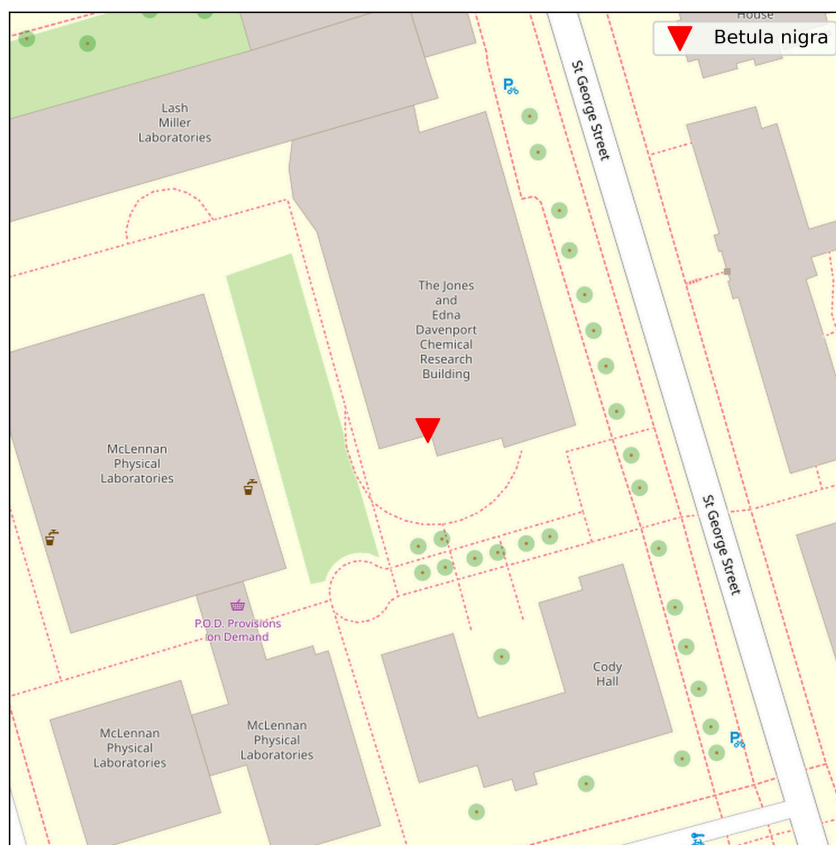 House
Betula nigra
P
St George Street
Lash
Miller
Laboratories
The Jones
and
Edna
Davenport
Chemical
Research
Building
McLennan
Physical
Laboratories
St George Street
P.O.D. Provisions
on Demand
Cody
Hall
McLennan
Physical
Laboratories
McLennan
Physical
Laboratories
P